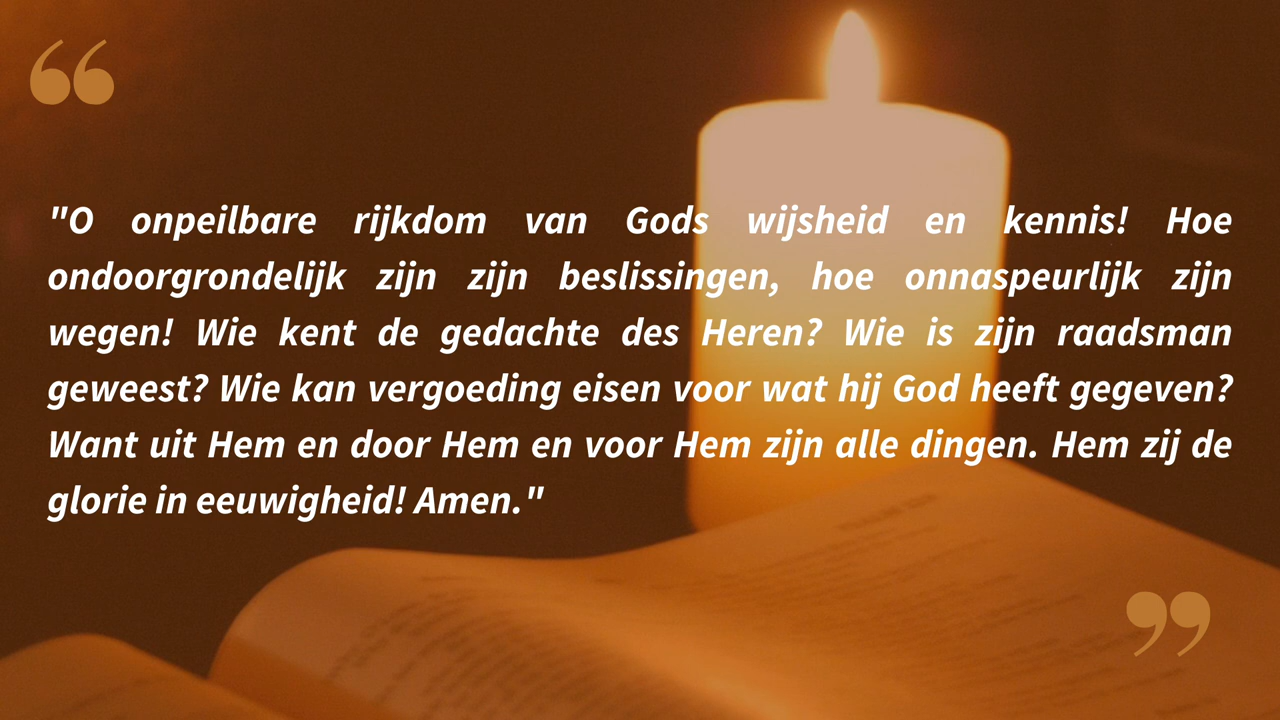 "O onpeilbare rijkdom van Gods wijsheid en kennis! Hoe
ondoorgrondelijk zijn zijn beslissingen, hoe onnaspeurlijk zijn
wegen! Wie kent de gedachte des Heren? Wie is zijn raadsman
geweest? Wie kan vergoeding eisen voor wat hij God heeft gegeven?
Want uit Hem en door Hem en voor Hem zijn alle dingen. Hem zij de
glorie in eeuwigheid! Amen."